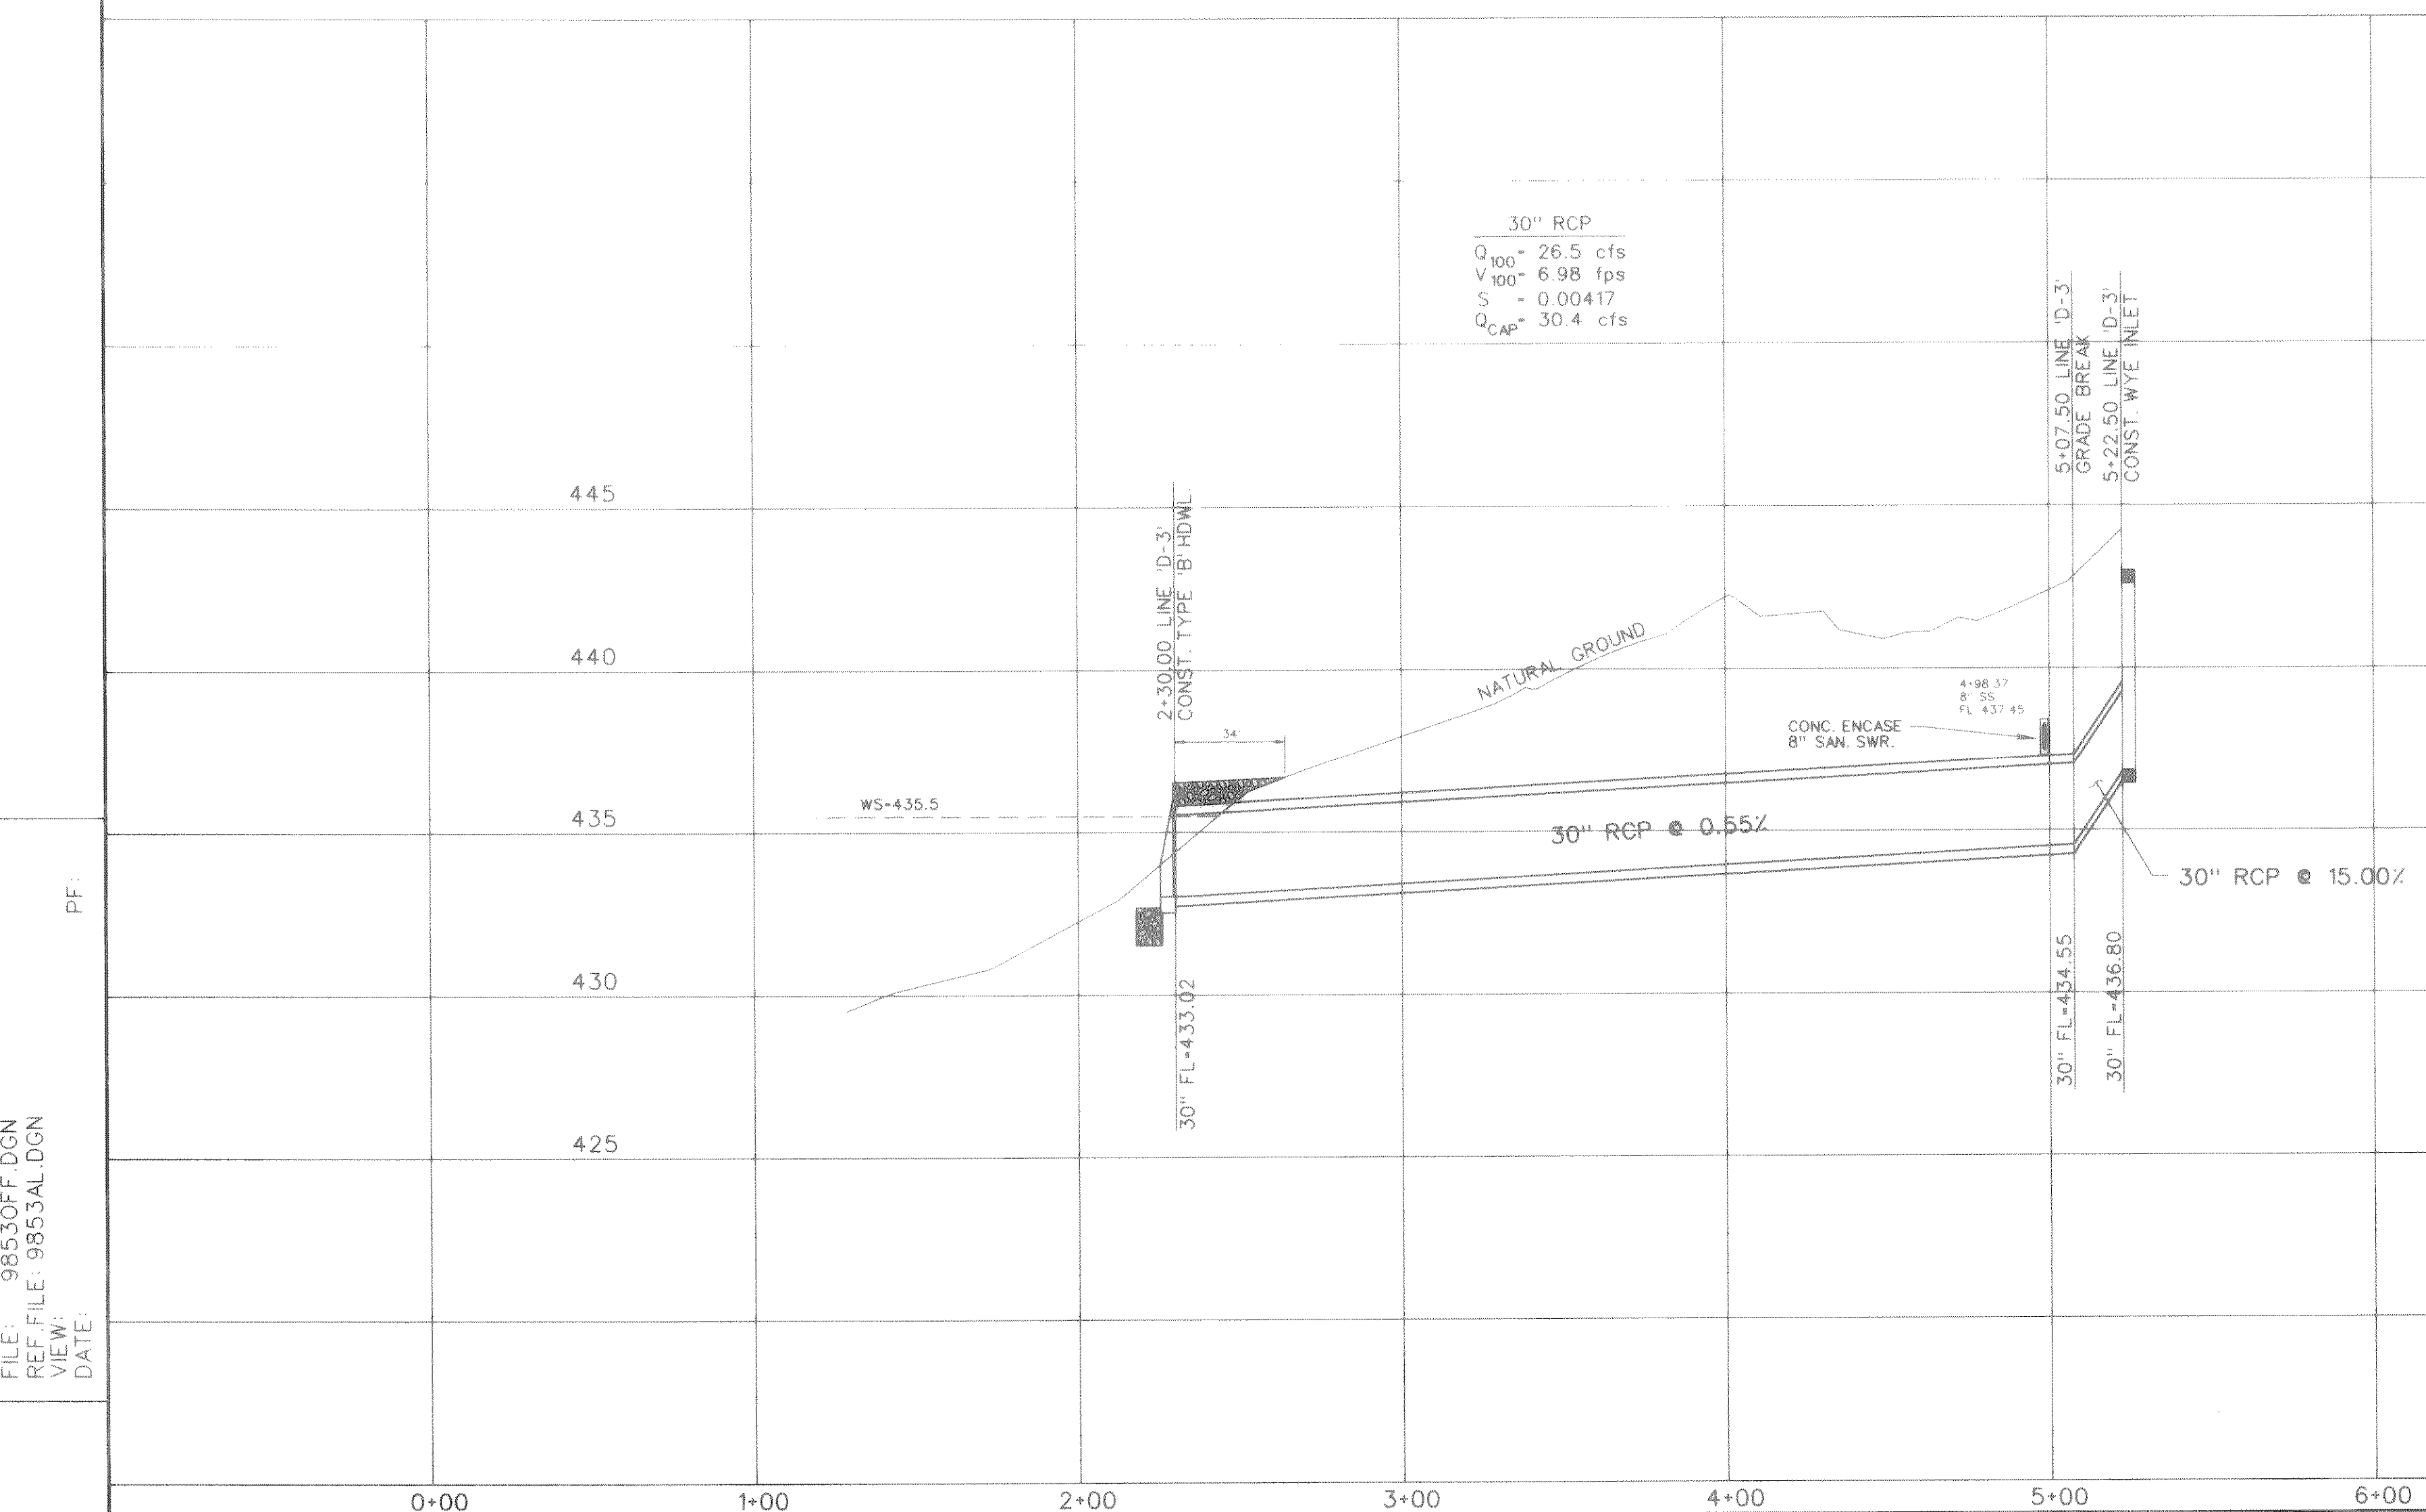 30" RCP
Q100= 26.5 cfs
V100= 6.98 fps
S = 0.00417
QCAP= 30.4 cfs
5+07.50 LINE 'D-3'
GRADE BREAK
5+22.50 LINE 'D-3'
CONST. WYE INLET
445
2+30.00 LINE 'D-3'
CONST. TYPE 'B' HDWL.
440
NATURAL GROUND
4+98.37
8" SS
FL 437.45
CONC. ENCASE
8" SAN. SWR.
34
WS=435.5
435
30" RCP @ 0.55%
30" RCP @ 15.00%
PF:
430
30" FL=433.02
30" FL=434.55
30" FL=436.80
425
FILE: 98530FF.DGN
REF.FILE: 9853AL.DGN
VIEW:
DATE:
0+00
1+00
2+00
3+00
4+00
5+00
6+00